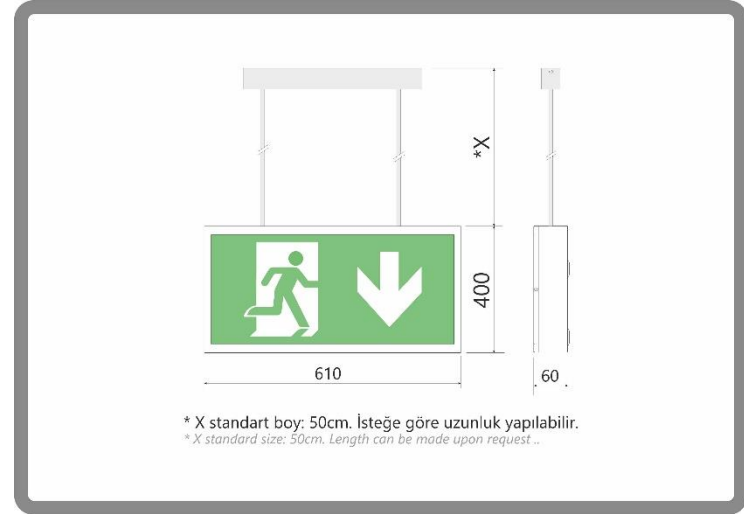 *X
400
610
60
* X standart boy: 50cm. İsteğe göre uzunluk yapılabilir.
* X standard size: 50cm. Length can be made upon request ..